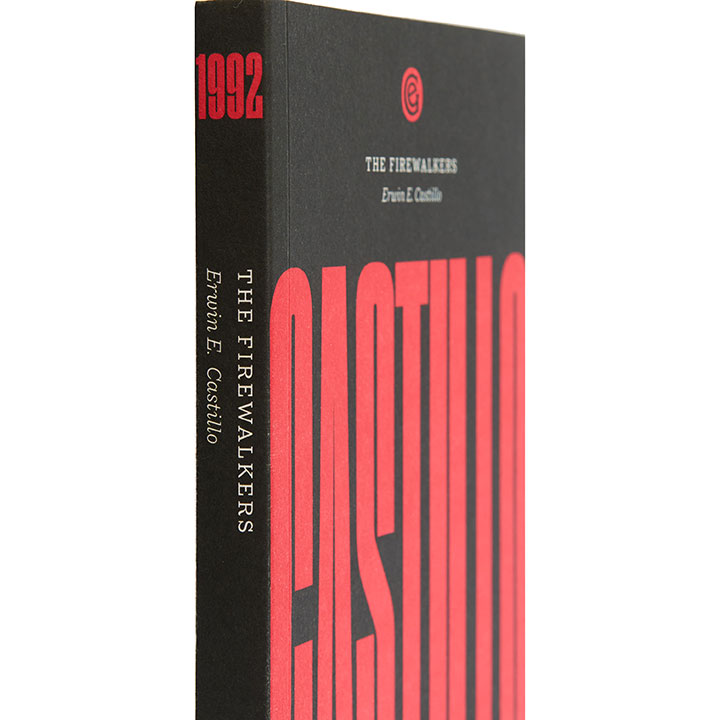 1992
THE FIREWALKERS
Erwin E. Castillo
THE FIREWALKERS
Erwin E. Castillo
CASTILLO